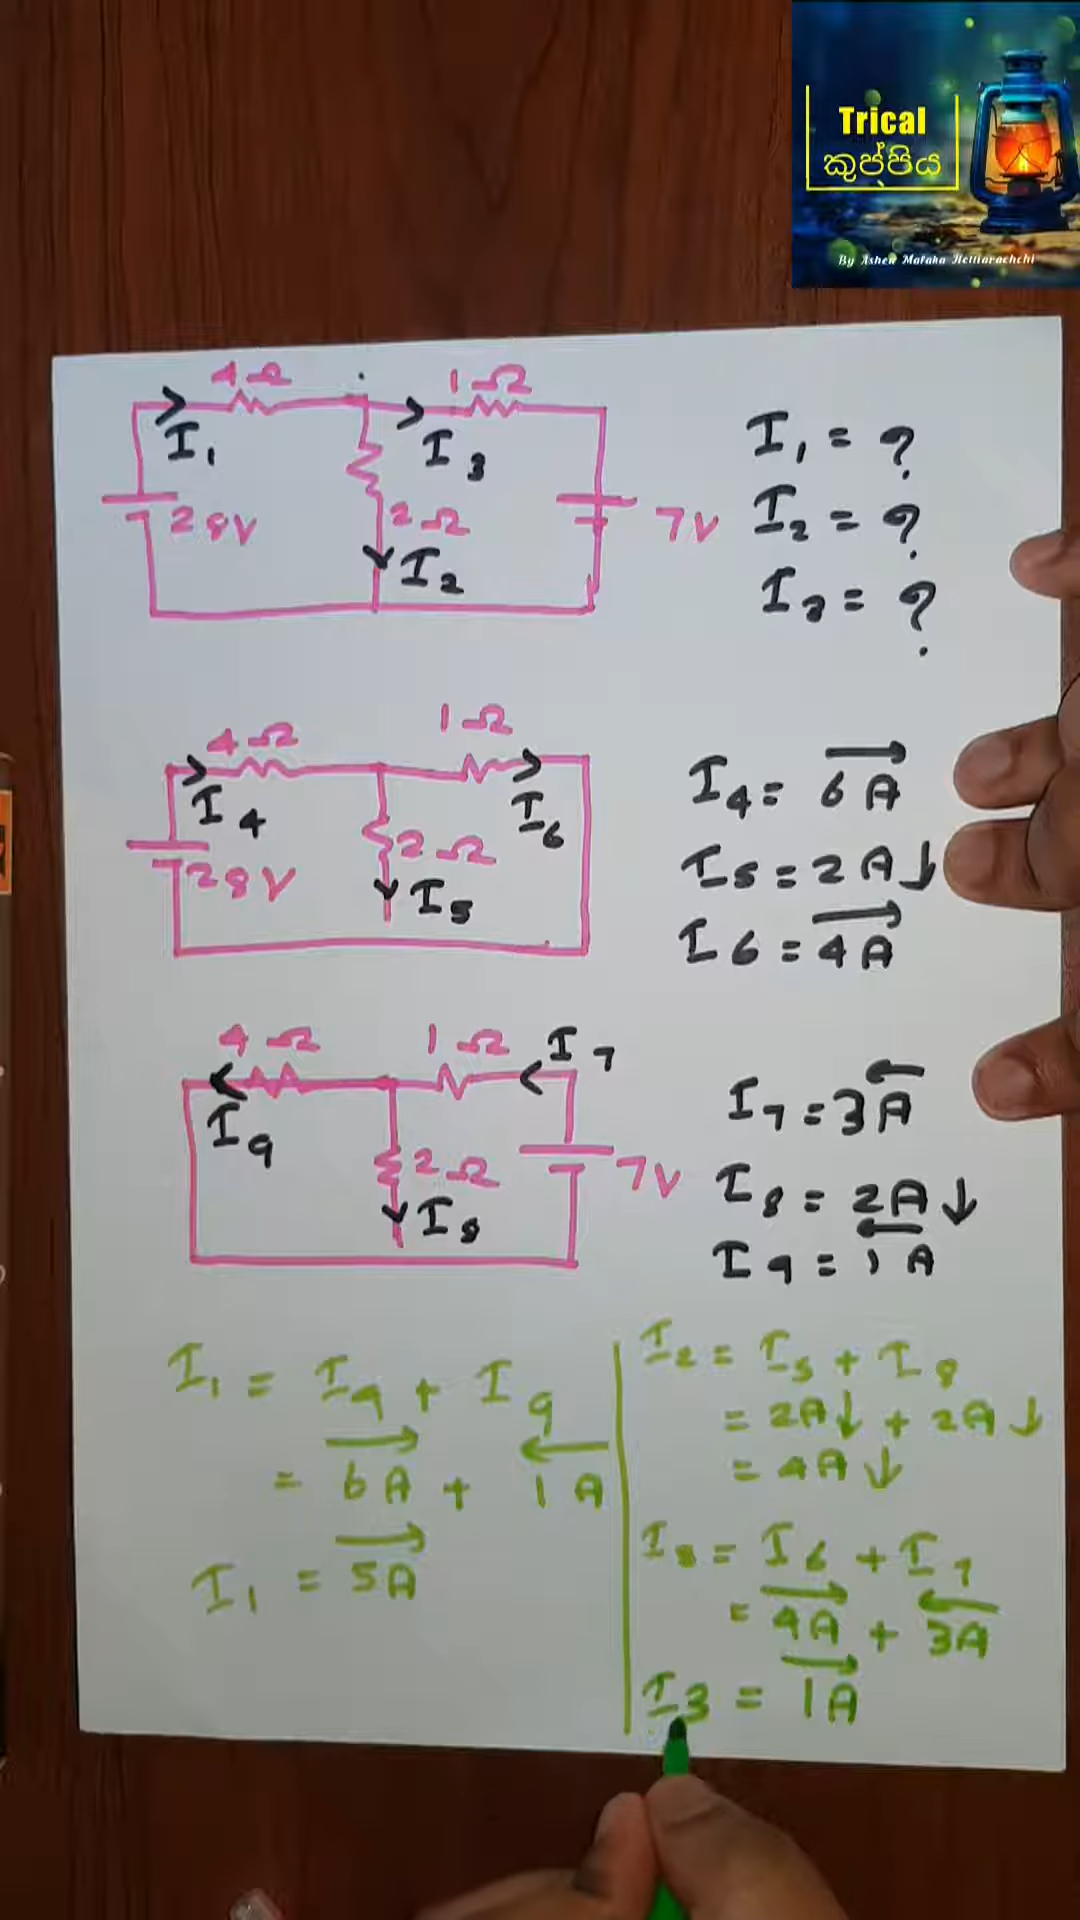 Trical
කුප්පිය
By Ashen Malaka Hettiarachchi
4Ω
1Ω
I₁
I₃
28V
2Ω
7V
I₂
I₁ = ?
I₂ = ?
I₃ = ?
4Ω
1Ω
I₄
I₆
28V
2Ω
I₅
I₄ = 6A →
I₅ = 2A ↓
I₆ = 4A →
4Ω
1Ω
I₇
I₉
2Ω
7V
I₈
I₇ = 3A ←
I₈ = 2A ↓
I₉ = 1A ←
I₁ = I₉ + I₉
= 6A → + 1A ←
I₁ = 5A →
I₂ = I₅ + I₈
= 2A ↓ + 2A ↓
= 4A ↓
I₃ = I₆ + I₇
= 4A → + 3A ←
I3 = 1A →